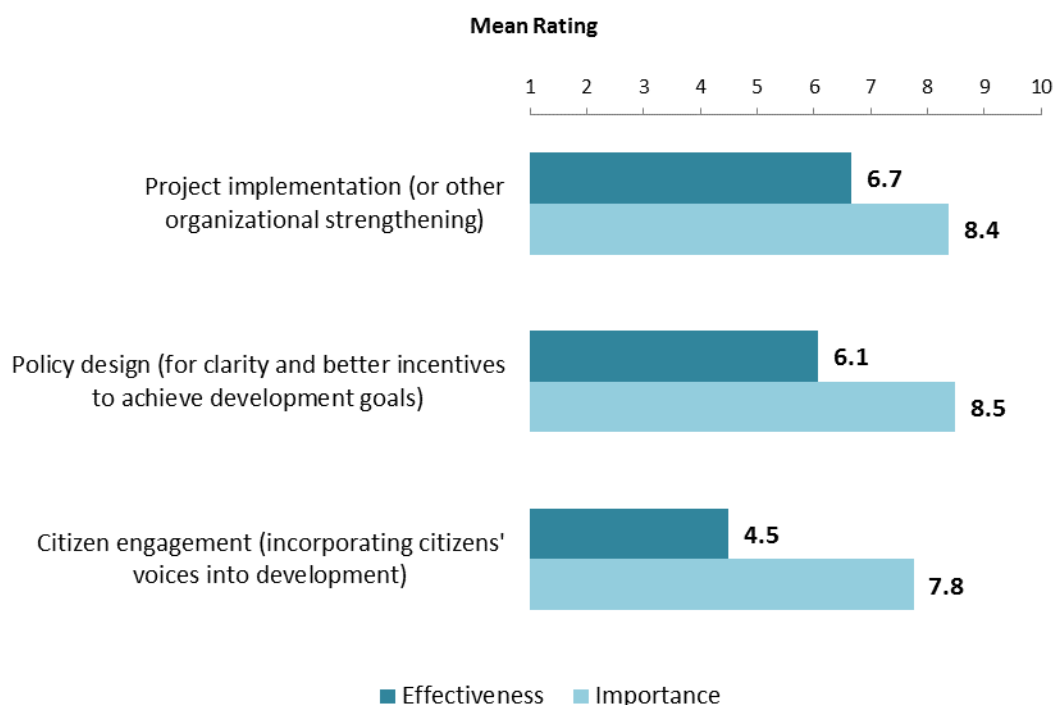 Mean Rating
1 2 3 4 5 6 7 8 9 10
Project implementation (or other
organizational strengthening)
6.7
8.4
Policy design (for clarity and better incentives
to achieve development goals)
6.1
8.5
Citizen engagement (incorporating citizens'
voices into development)
4.5
7.8
Effectiveness Importance